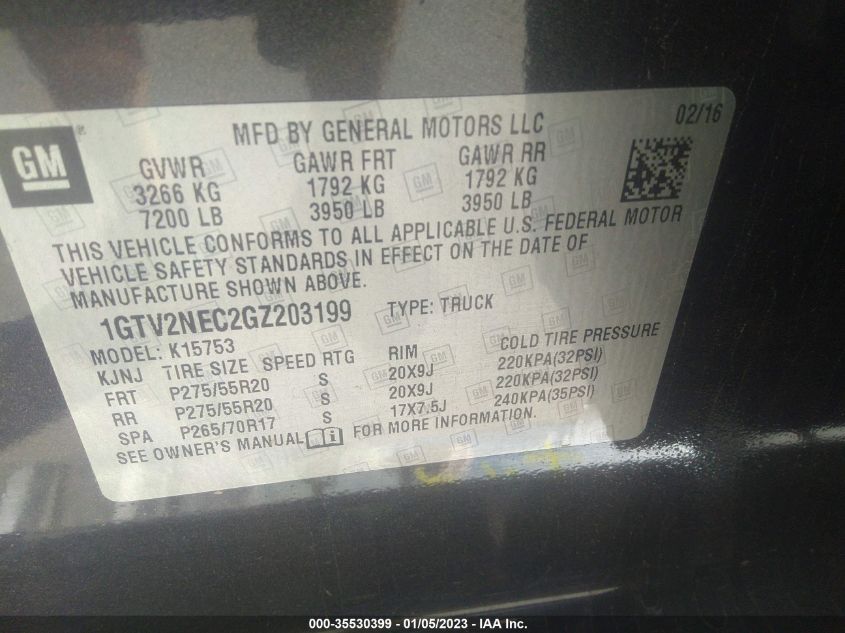 02/16
GM ®
MFD BY GENERAL MOTORS LLC
GVWR GAWR FRT GAWR RR
3266 KG 1792 KG 1792 KG
7200 LB 3950 LB 3950 LB
THIS VEHICLE CONFORMS TO ALL APPLICABLE U.S. FEDERAL MOTOR
VEHICLE SAFETY STANDARDS IN EFFECT ON THE DATE OF
MANUFACTURE SHOWN ABOVE.
1GTV2NEC2GZ203199 TYPE: TRUCK
MODEL: K15753
KJNJ TIRE SIZE SPEED RTG RIM COLD TIRE PRESSURE
FRT P275/55R20 S 20X9J 220KPA(32PSI)
RR P275/55R20 S 20X9J 220KPA(32PSI)
SPA P265/70R17 S 17X7.5J 240KPA(35PSI)
SEE OWNER'S MANUAL FOR MORE INFORMATION.
000-35530399 - 01/05/2023 - IAA Inc.